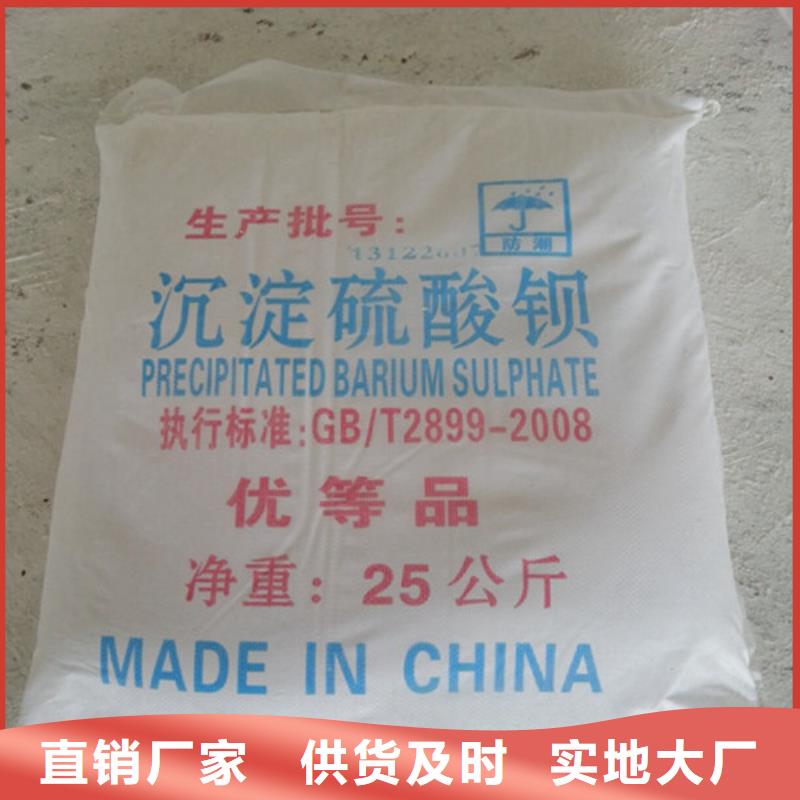 生产批号:
防潮
沉淀硫酸钡
PRECIPITATED BARIUM SULPHATE
执行标准:GB/T2899-2008
优等品
净重: 25公斤
MADE IN CHINA
直销厂家 供货及时 实地大厂